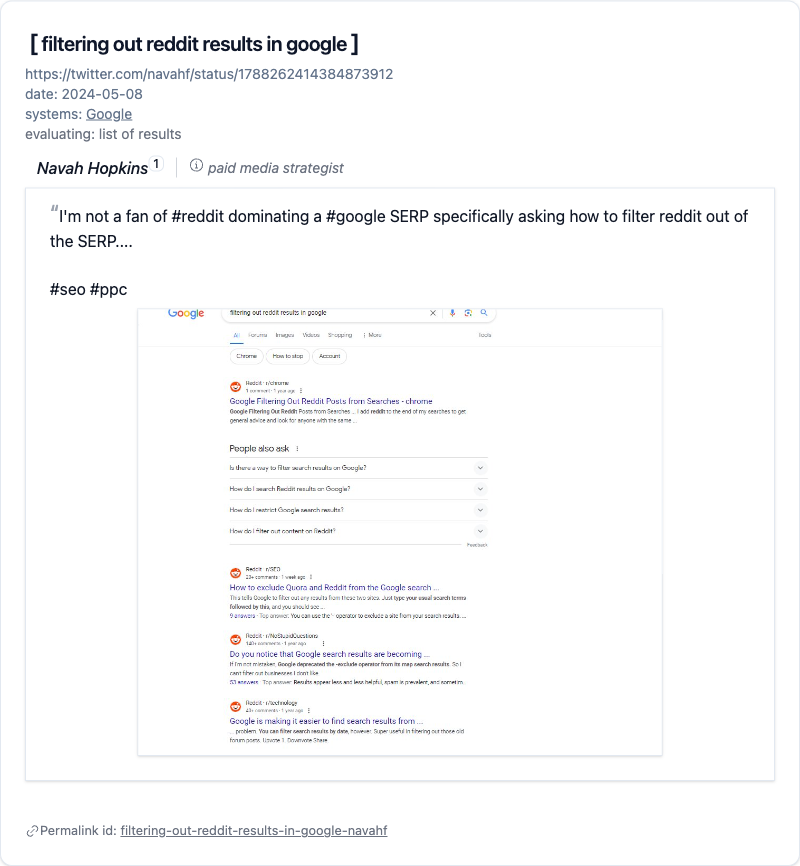 [ filtering out reddit results in google ]
https://twitter.com/navahf/status/1788262414384873912
date: 2024-05-08
systems: Google
evaluating: list of results
Navah Hopkins 1 paid media strategist
“I'm not a fan of #reddit dominating a #google SERP specifically asking how to filter reddit out of
the SERP....
#seo #ppc
Google filtering out reddit results in google
All Forums Images Videos Shopping More Tools
Chrome How to stop Account
Reddit · r/chrome
1 comment · 1 year ago
Google Filtering Out Reddit Posts from Searches - chrome
Google Filtering Out Reddit Posts from Searches ... I add reddit to the end of my searches to get
general advice and look for anyone with the same ...
People also ask
Is there a way to filter search results on Google?
How do I search Reddit results on Google?
How do I restrict Google search results?
How do I filter out content on Reddit?
Feedback
Reddit · r/SEO
20+ comments · 1 week ago
How to exclude Quora and Reddit from the Google search ...
This tells Google to filter out any results from these two sites. Just type your usual search terms
followed by this, and you should see ...
9 answers · Top answer: You can use the '- operator to exclude a site from your search results. ...
Reddit · r/NoStupidQuestions
140+ comments · 1 year ago
Do you notice that Google search results are becoming ...
If I'm not mistaken, Google deprecated the -exclude operator from its map search results. So I
can't filter out businesses I don't like.
53 answers · Top answer: Results appear less and less helpful, spam is prevalent, and sometim...
Reddit · r/technology
40+ comments · 1 year ago
Google is making it easier to find search results from ...
... problem. You can filter search results by date, however. Super useful in filtering out those old
forum posts. Upvote 1. Downvote Share.
Permalink id: filtering-out-reddit-results-in-google-navahf